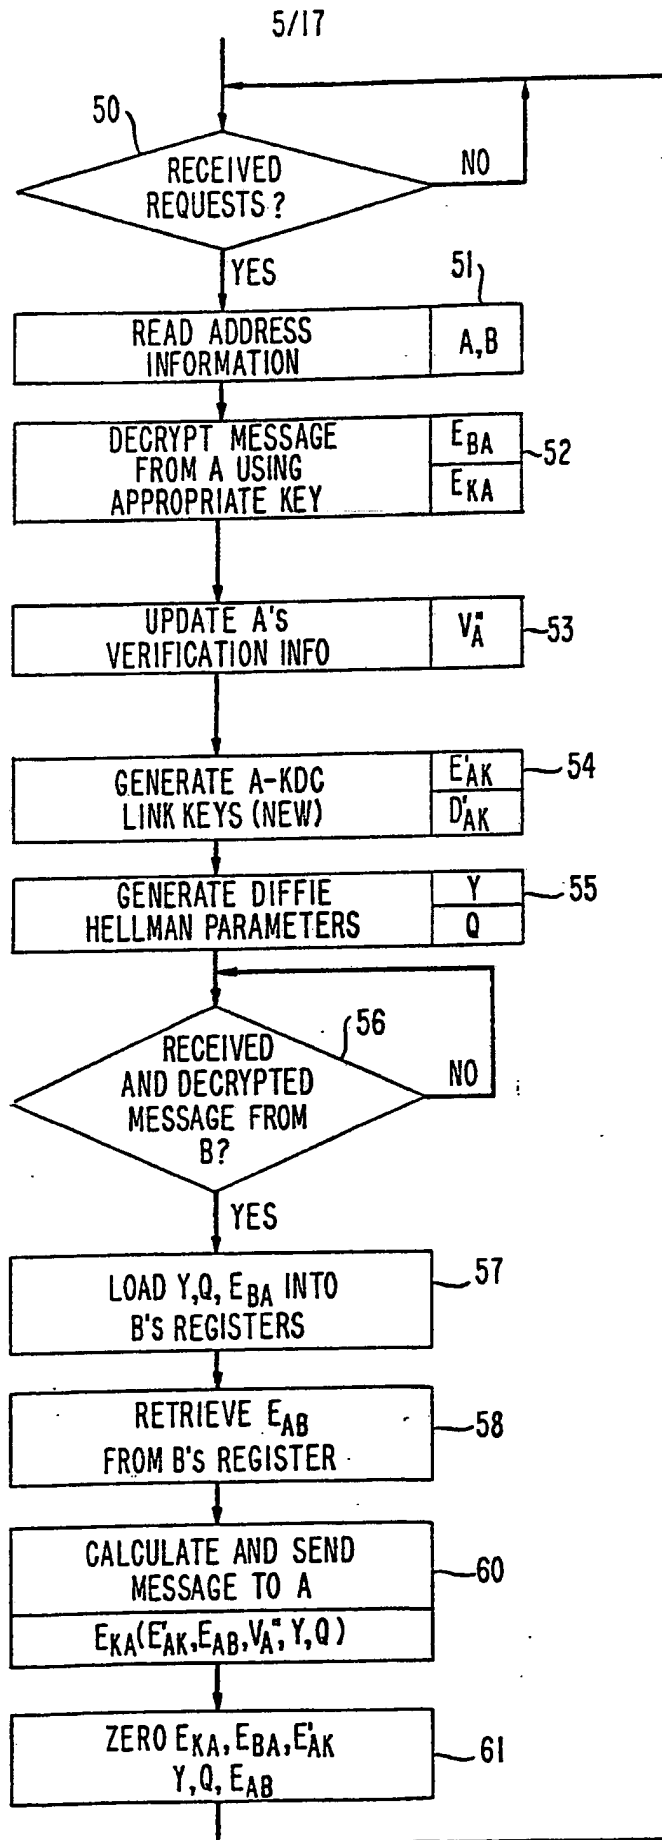 5/17
50
RECEIVED
REQUESTS?
NO
YES
51
READ ADDRESS
INFORMATION
A,B
DECRYPT MESSAGE
FROM A USING
APPROPRIATE KEY
E_BA
E_KA
52
UPDATE A'S
VERIFICATION INFO
V_A"
53
GENERATE A-KDC
LINK KEYS (NEW)
E'_AK
D'_AK
54
GENERATE DIFFIE
HELLMAN PARAMETERS
Y
Q
55
56
RECEIVED
AND DECRYPTED
MESSAGE FROM
B?
NO
YES
LOAD Y,Q, E_BA INTO
B's REGISTERS
57
RETRIEVE E_AB
FROM B's REGISTER
58
CALCULATE AND SEND
MESSAGE TO A
60
E_KA(E'_AK,E_AB,V_A",Y,Q)
ZERO E_KA,E_BA,E'_AK
Y,Q,E_AB
61